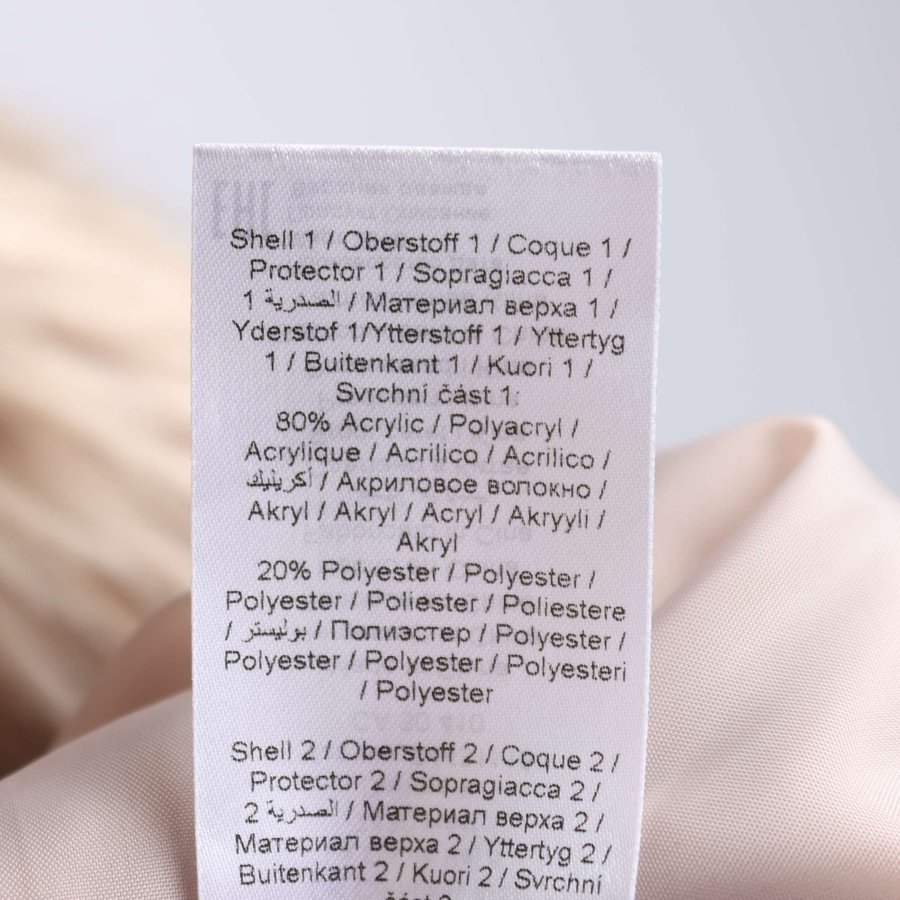 Shell 1 / Oberstoff 1 / Coque 1 /
Protector 1 / Sopragiacca 1 /
الصدرية 1 / Материал верха 1 /
Yderstof 1/Ytterstoff 1 / Yttertyg
1 / Buitenkant 1 / Kuori 1 /
Svrchní část 1:
80% Acrylic / Polyacryl /
Acrylique / Acrilico / Acrilico /
أكريليك / Акриловое волокно /
Akryl / Akryl / Acryl / Akryyli /
Akryl
20% Polyester / Polyester /
Polyester / Poliester / Poliestere
/ بوليستر / Полиэстер / Polyester /
Polyester / Polyester / Polyesteri
/ Polyester
Shell 2 / Oberstoff 2 / Coque 2 /
Protector 2 / Sopragiacca 2 /
الصدرية 2 / Материал верха 2 /
Материал верха 2 / Yttertyg 2 /
Buitenkant 2 / Kuori 2 / Svrchní
část 2